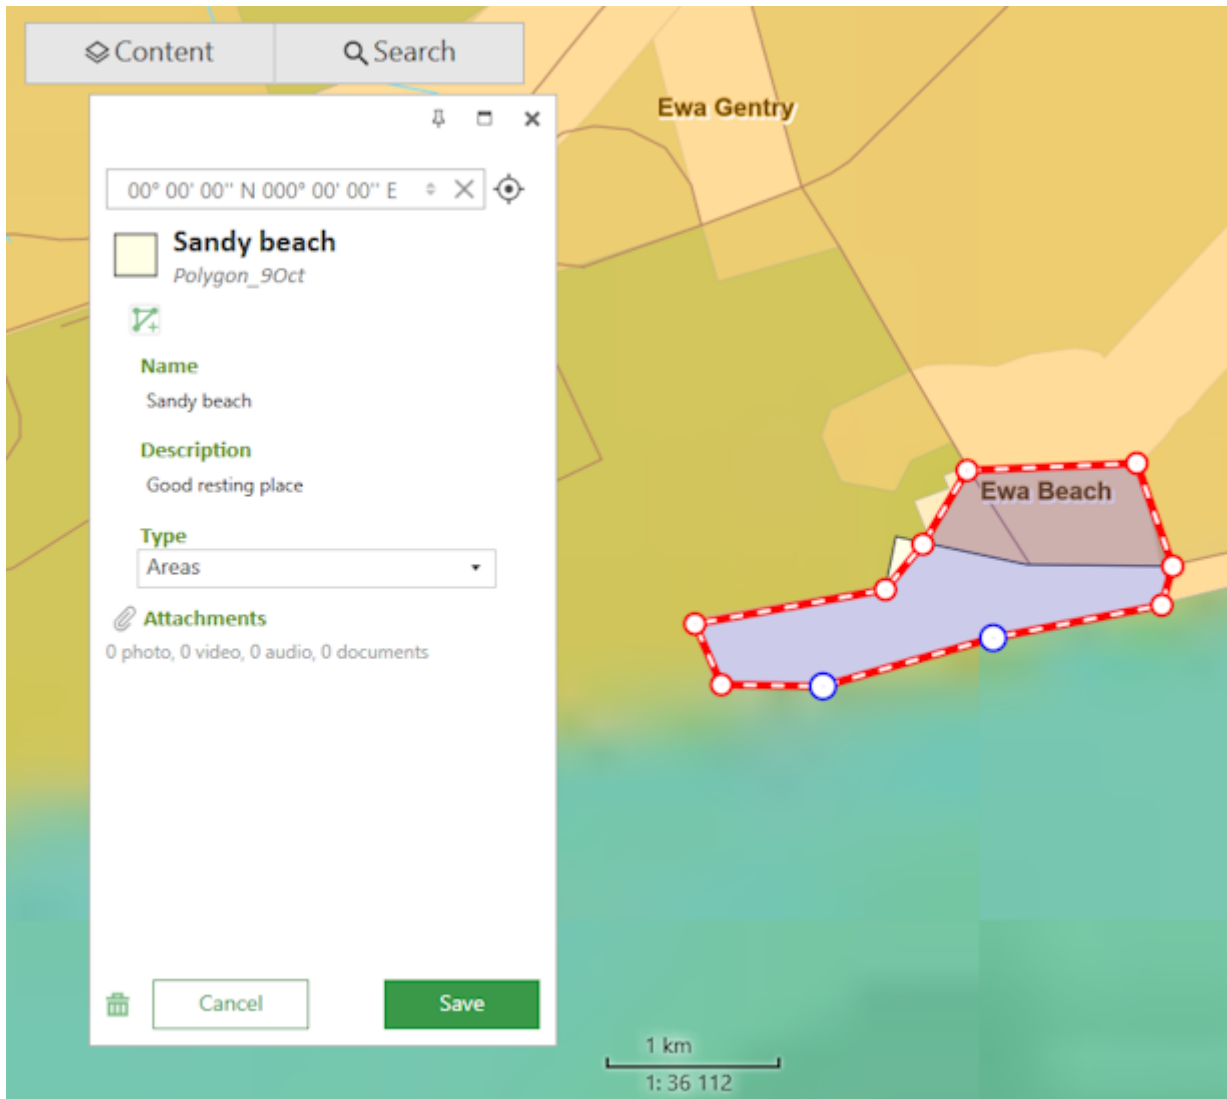 Content
Search
Ewa Gentry
00° 00' 00'' N 000° 00' 00'' E
Sandy beach
Polygon_9Oct
Name
Sandy beach
Description
Good resting place
Ewa Beach
Type
Areas
Attachments
0 photo, 0 video, 0 audio, 0 documents
Cancel
Save
1 km
1: 36 112